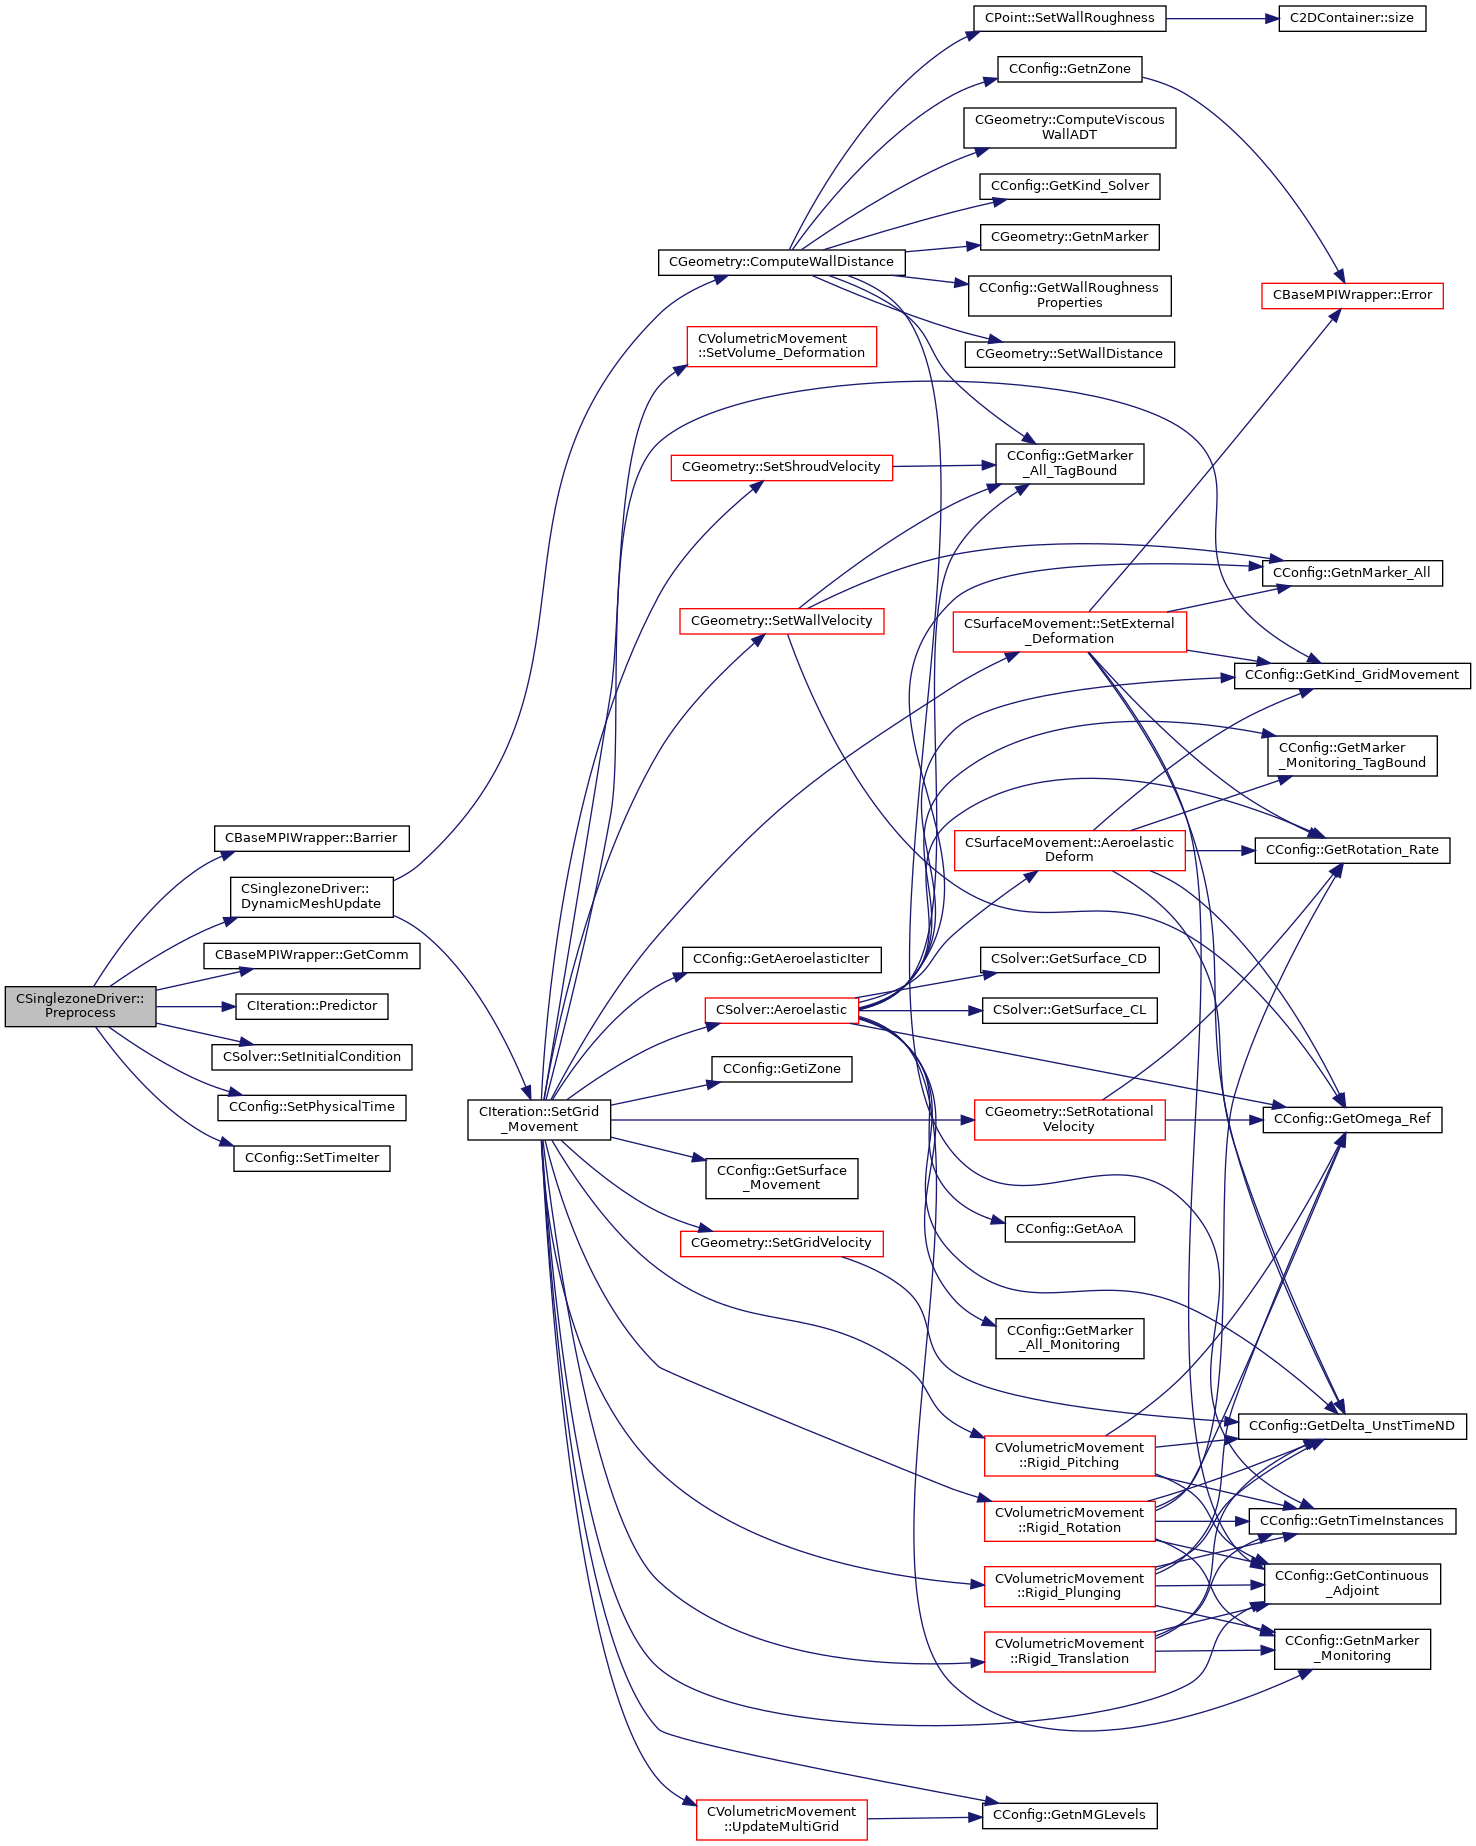 CPoint::SetWallRoughness
C2DContainer::size
CConfig::GetnZone
CGeometry::ComputeViscous
WallADT
CConfig::GetKind_Solver
CGeometry::GetnMarker
CGeometry::ComputeWallDistance
CConfig::GetWallRoughness
Properties
CBaseMPIWrapper::Error
CVolumetricMovement
::SetVolume_Deformation
CGeometry::SetWallDistance
CConfig::GetMarker
_All_TagBound
CGeometry::SetShroudVelocity
CConfig::GetnMarker_All
CGeometry::SetWallVelocity
CSurfaceMovement::SetExternal
_Deformation
CConfig::GetKind_GridMovement
CConfig::GetMarker
_Monitoring_TagBound
CBaseMPIWrapper::Barrier
CSurfaceMovement::Aeroelastic
Deform
CConfig::GetRotation_Rate
CSinglezoneDriver::
DynamicMeshUpdate
CBaseMPIWrapper::GetComm
CConfig::GetAeroelasticIter
CSolver::GetSurface_CD
CSinglezoneDriver::
Preprocess
CIteration::Predictor
CSolver::Aeroelastic
CSolver::GetSurface_CL
CSolver::SetInitialCondition
CConfig::GetiZone
CConfig::SetPhysicalTime
CIteration::SetGrid
_Movement
CGeometry::SetRotational
Velocity
CConfig::GetOmega_Ref
CConfig::SetTimeIter
CConfig::GetSurface
_Movement
CConfig::GetAoA
CGeometry::SetGridVelocity
CConfig::GetMarker
_All_Monitoring
CConfig::GetDelta_UnstTimeND
CVolumetricMovement
::Rigid_Pitching
CVolumetricMovement
::Rigid_Rotation
CConfig::GetnTimeInstances
CVolumetricMovement
::Rigid_Plunging
CConfig::GetContinuous
_Adjoint
CVolumetricMovement
::Rigid_Translation
CConfig::GetnMarker
_Monitoring
CVolumetricMovement
::UpdateMultiGrid
CConfig::GetnMGLevels